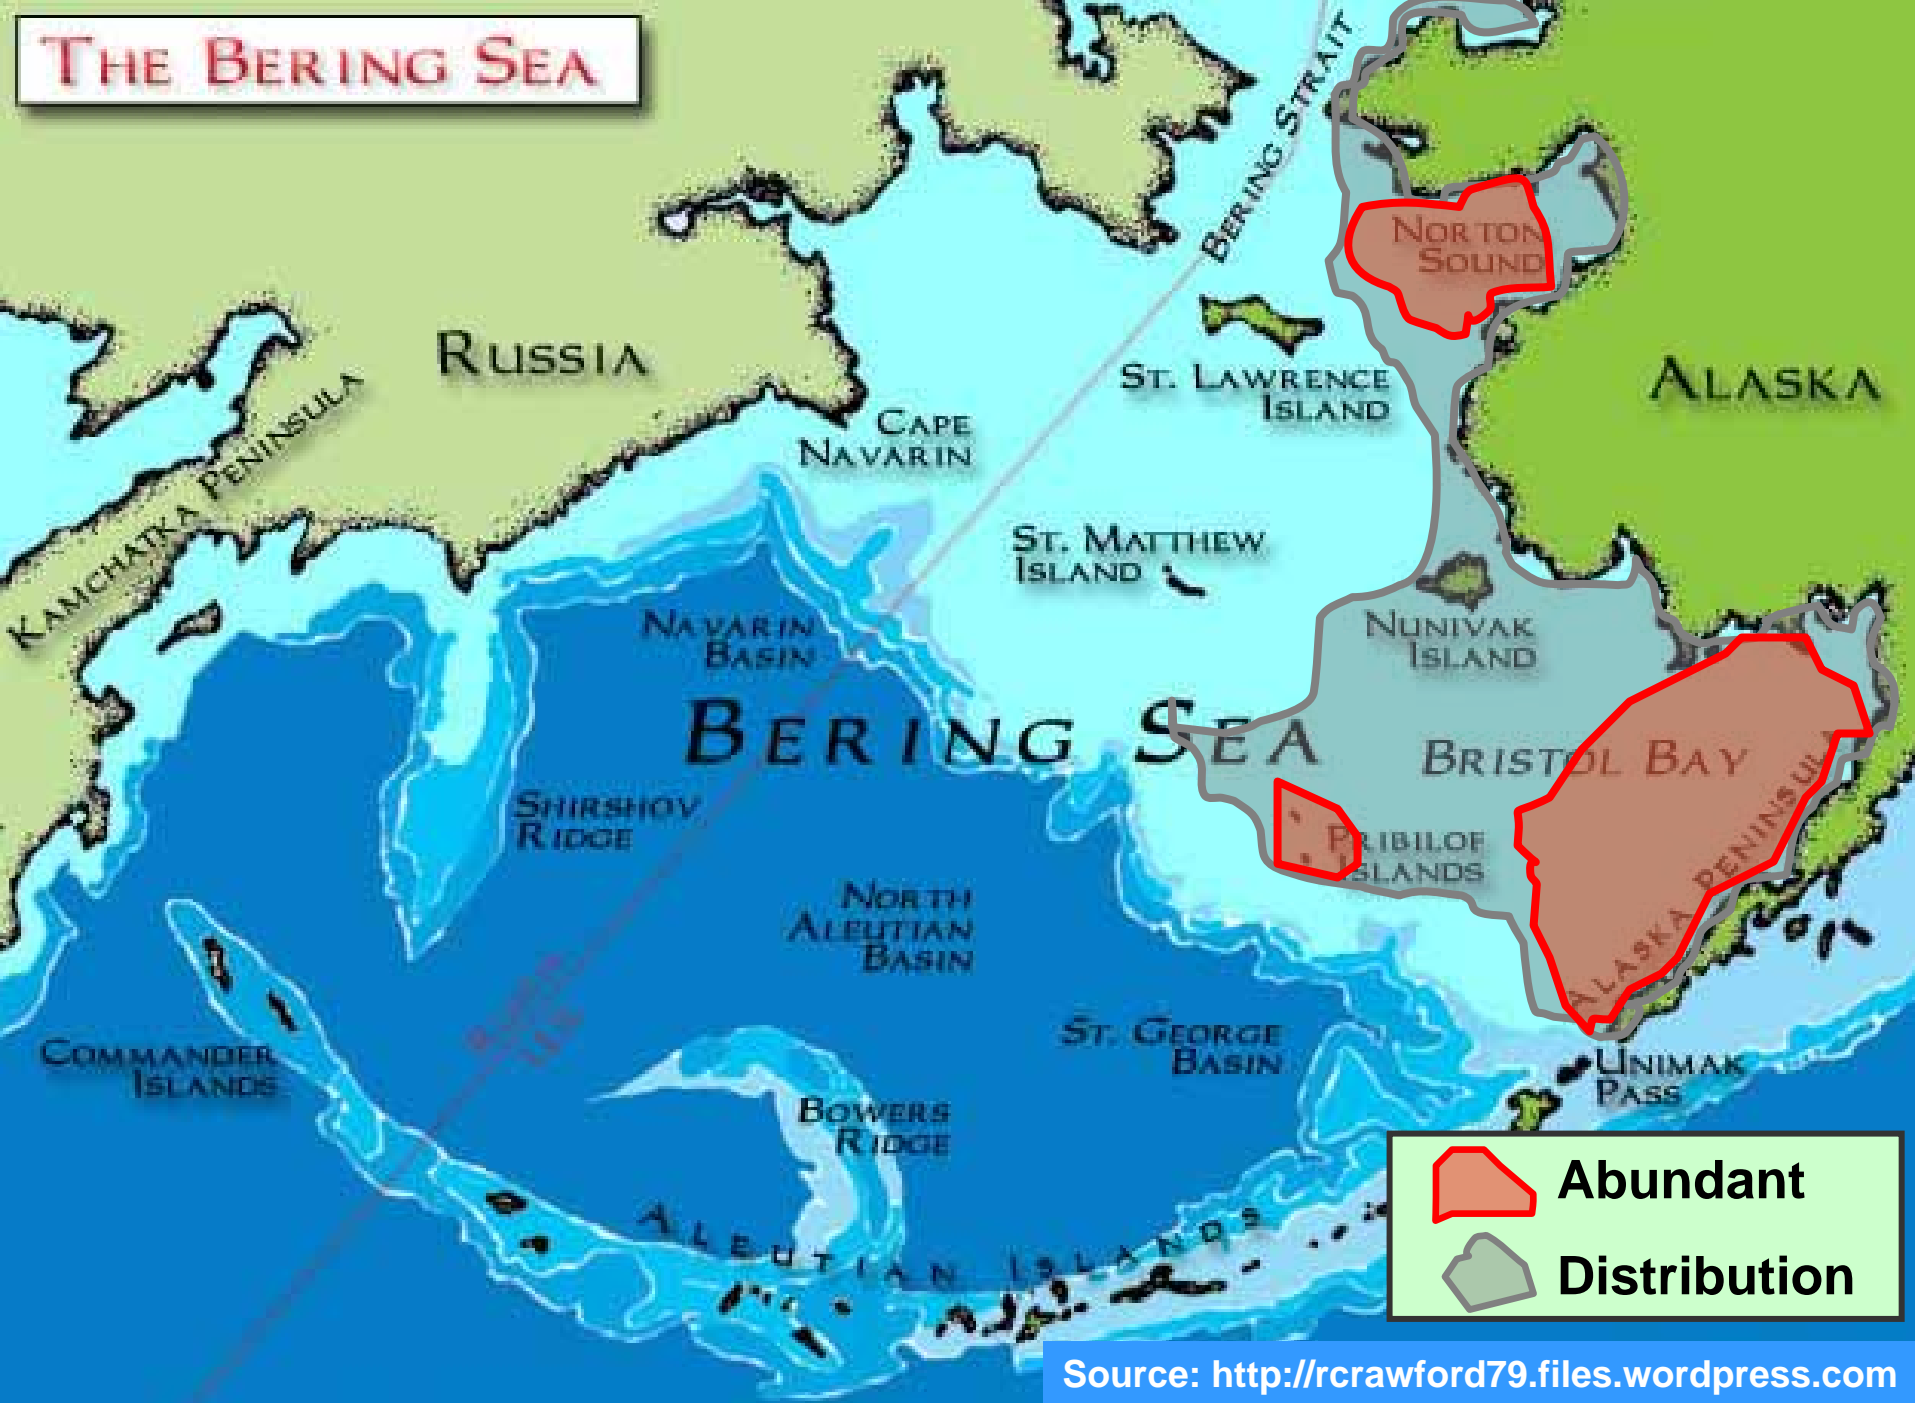 THE BERING SEA
BERING STRAIT
NORTON
SOUND
RUSSIA
ALASKA
ST. LAWRENCE
ISLAND
KAMCHATKA PENINSULA
CAPE
NAVARIN
ST. MATTHEW
ISLAND
NAVARIN
BASIN
NUNIVAK
ISLAND
BERING SEA
BRISTOL BAY
SHIRSHOV
RIDGE
PRIBILOF
ISLANDS
ALASKA PENINSUL
NORTH
ALEUTIAN
BASIN
ST. GEORGE
BASIN
COMMANDER
ISLANDS
UNIMAK
PASS
BOWERS
RIDGE
ALEUTIAN ISLANDS
Abundant
Distribution
Source: http://rcrawford79.files.wordpress.com